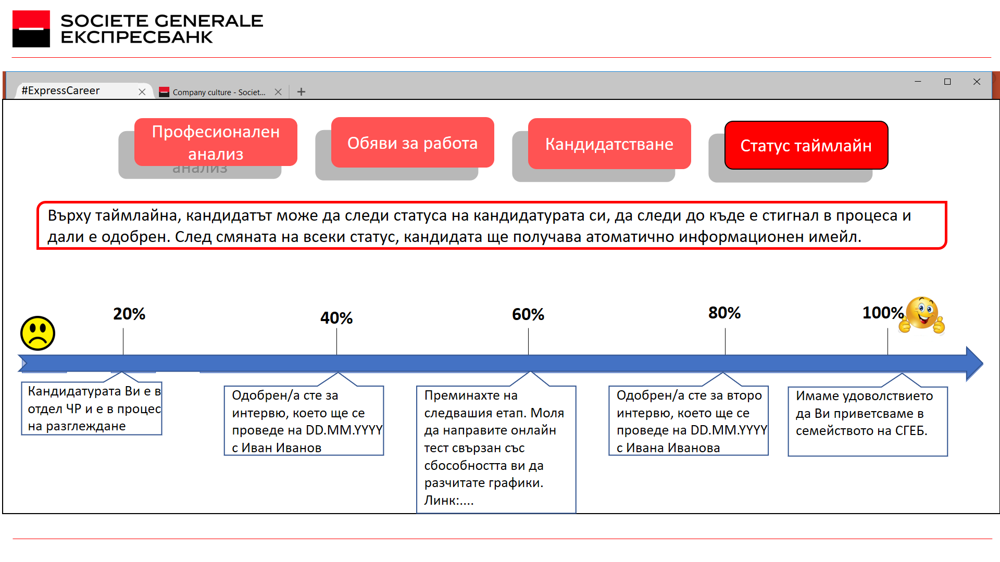 SOCIETE GENERALE
ЕКСПРЕСБАНК
#ExpressCareer
Company culture - Societ...
Професионален
анализ
анализ
Обяви за работа
Кандидатстване
Статус таймлайн
Върху таймлайна, кандидатът може да следи статуса на кандидатурата си, да следи до къде е стигнал в процеса и
дали е одобрен. След смяната на всеки статус, кандидата ще получава атоматично информационен имейл.
20%
40%
60%
80%
100%
Кандидатурата Ви е в
отдел ЧР и е в процес
на разглеждане
Одобрен/а сте за
интервю, което ще се
проведе на DD.MM.YYYY
с Иван Иванов
Преминахте на
следвашия етап. Моля
да направите онлайн
тест свързан със
сбособността ви да
разчитате графики.
Линк:....
Одобрен/а сте за второ
интервю, което ще се
проведе на DD.MM.YYYY
с Ивана Иванова
Имаме удоволствието
да Ви приветсваме в
семейството на СГЕБ.